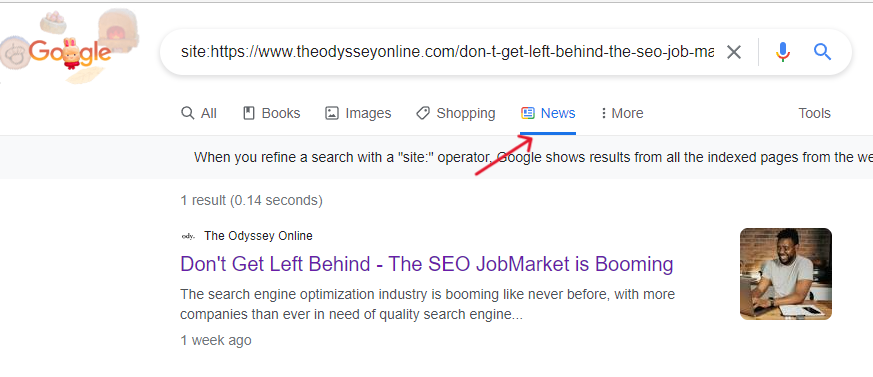 Google
site:https://www.theodysseyonline.com/don-t-get-left-behind-the-seo-job-ma
All Books Images Shopping News More Tools
When you refine a search with a "site:" operator, Google shows results from all the indexed pages from the we
1 result (0.14 seconds)
ody. The Odyssey Online
Don't Get Left Behind - The SEO JobMarket is Booming
The search engine optimization industry is booming like never before, with more
companies than ever in need of quality search engine...
1 week ago